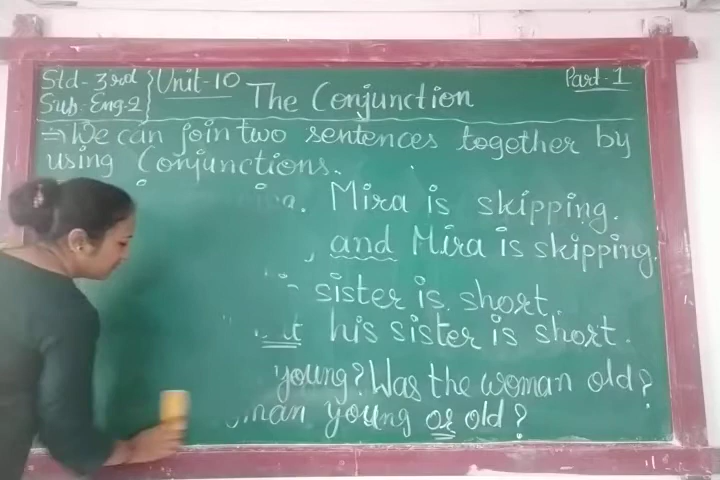 Std - 3rd } Unit - 10
Sub - Eng - 2
Part - 1
The Conjunction
⇒ We can join two sentences together by
using Conjunctions.
Mira is skipping.
, and Mira is skipping.
sister is short.
his sister is short.
young? Was the woman old?
young or old?